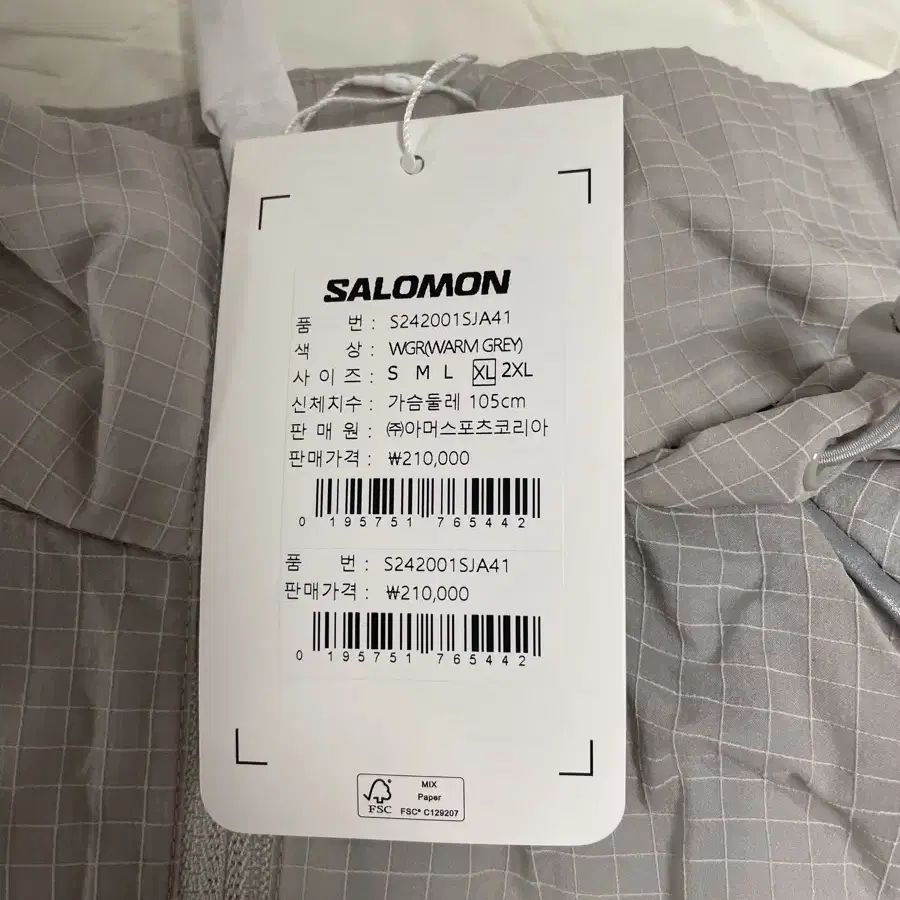 SALOMON
품 번 : S242001SJA41
색 상 : WGR(WARM GREY)
사 이 즈 : S M L XL 2XL
신체치수 : 가슴둘레 105cm
판 매 원 : ㈜아머스포츠코리아
판매가격 : ₩210,000
0 195751 765442
품 번 : S242001SJA41
판매가격 : ₩210,000
0 195751 765442
FSC
MIX
Paper
FSC® C129207